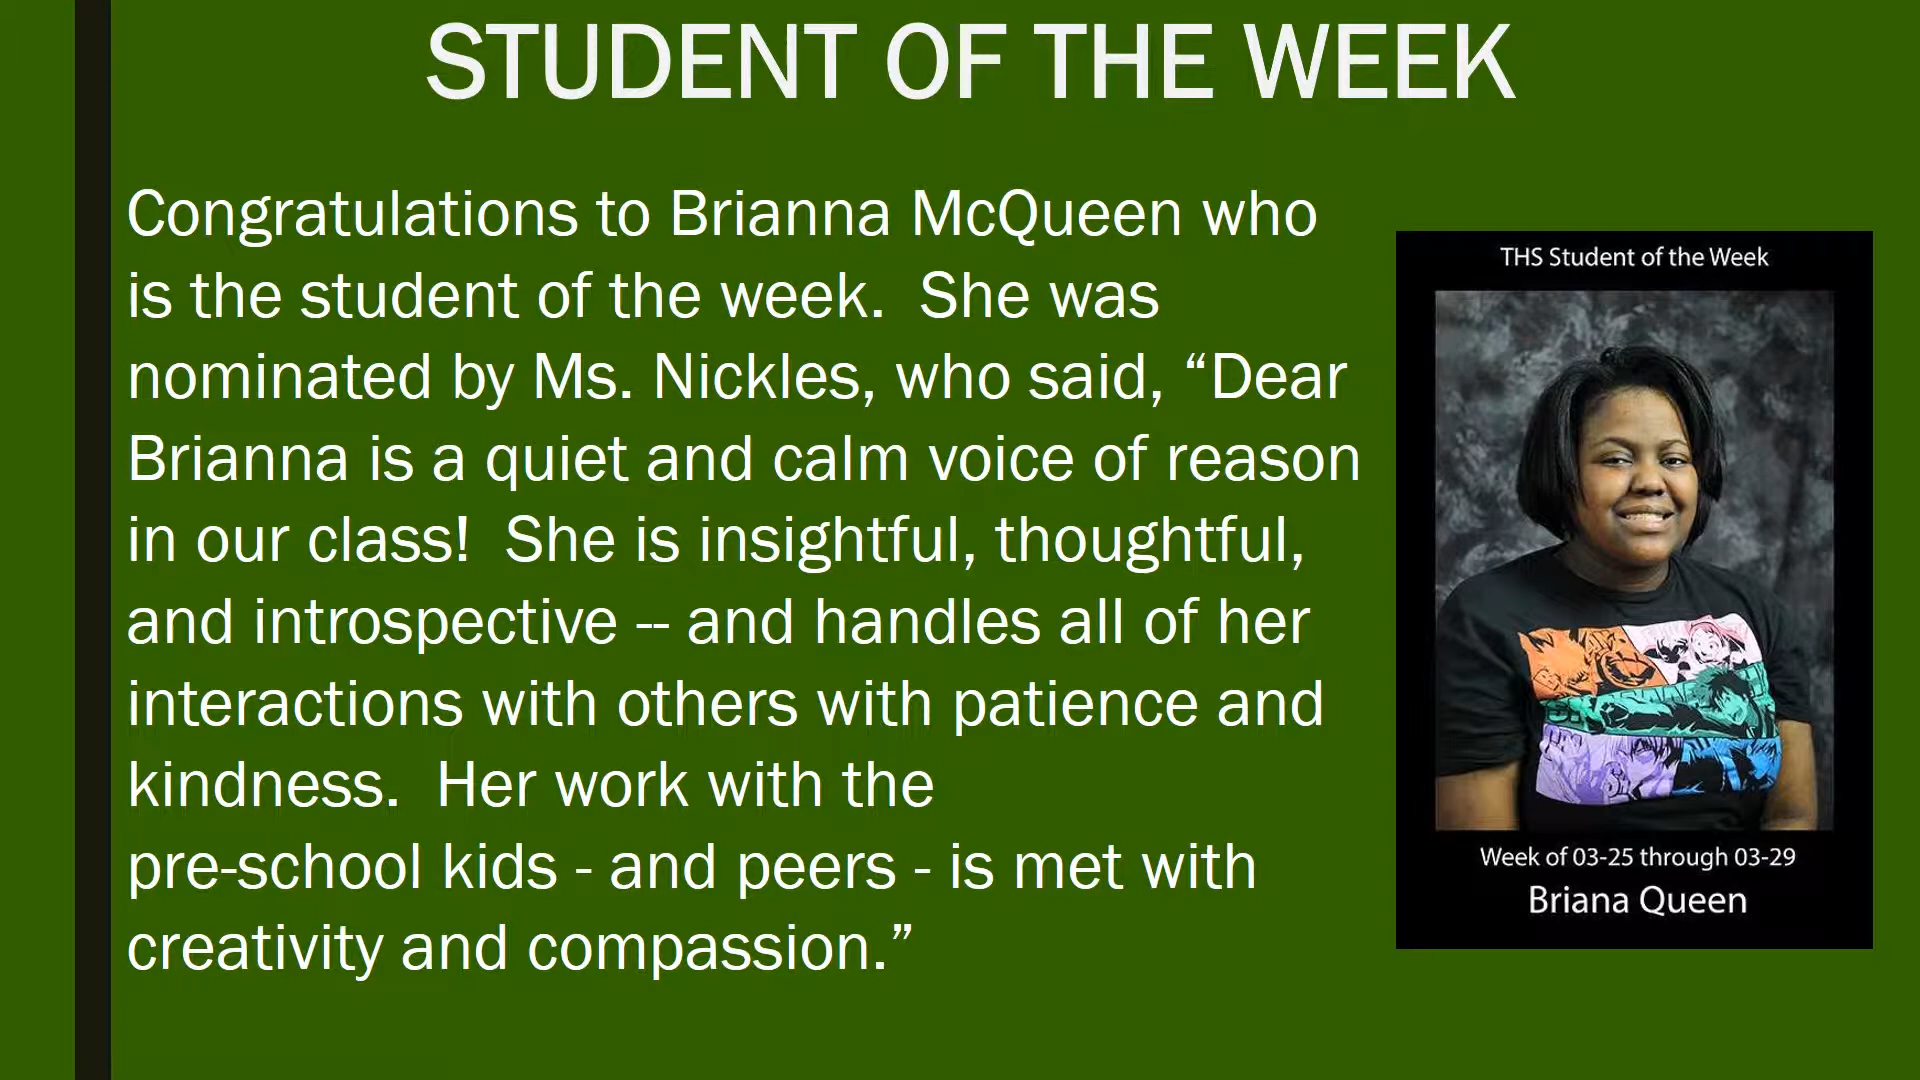 STUDENT OF THE WEEK
Congratulations to Brianna McQueen who
is the student of the week.  She was
nominated by Ms. Nickles, who said, “Dear
Brianna is a quiet and calm voice of reason
in our class!  She is insightful, thoughtful,
and introspective -- and handles all of her
interactions with others with patience and
kindness.  Her work with the
pre-school kids - and peers - is met with
creativity and compassion.”
THS Student of the Week
Week of 03-25 through 03-29
Briana Queen